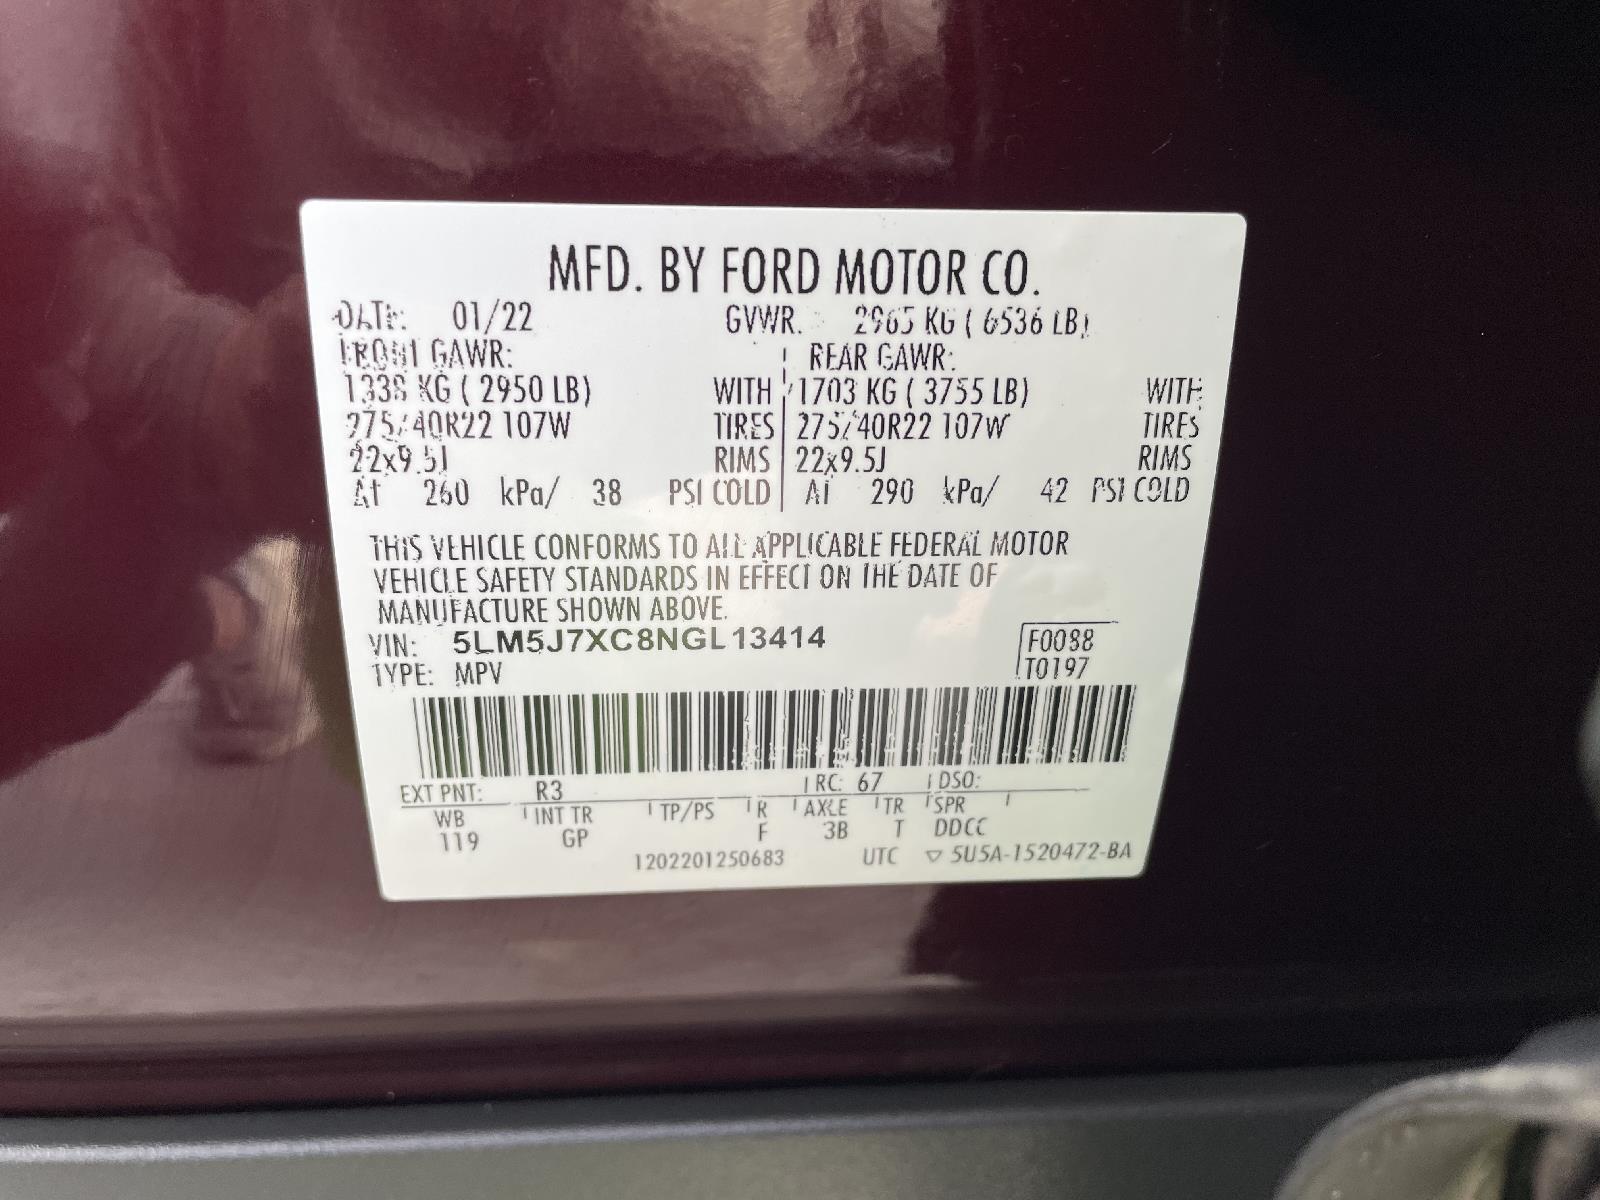 MFD. BY FORD MOTOR CO.
DATE: 01/22 GVWR. 2965 KG ( 6536 LB)
FRONT GAWR: REAR GAWR:
1338 KG ( 2950 LB) WITH 1703 KG ( 3755 LB) WITH
275/40R22 107W TIRES 275/40R22 107W TIRES
22x9.5J RIMS 22x9.5J RIMS
AT 260 kPa/ 38 PSI COLD AT 290 kPa/ 42 PSI COLD
THIS VEHICLE CONFORMS TO ALL APPLICABLE FEDERAL MOTOR
VEHICLE SAFETY STANDARDS IN EFFECT ON THE DATE OF
MANUFACTURE SHOWN ABOVE.
VIN: 5LM5J7XC8NGL13414 F0088
TYPE: MPV T0197
EXT PNT: R3 RC: 67 DSO:
WB INT TR TP/PS R AXLE TR SPR
119 GP F 3B T DDCC
1202201250683 UTC ▽ 5U5A-1520472-BA